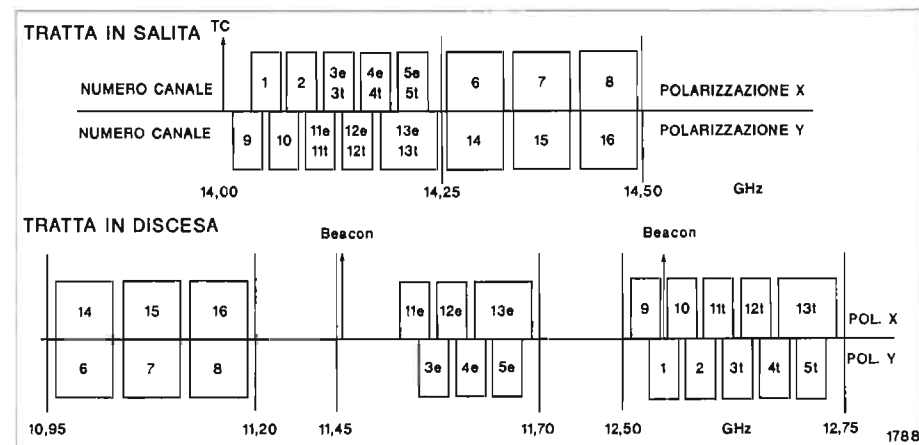 TRATTA IN SALITA TC
NUMERO CANALE 1 2 3e 4e 5e 6 7 8 POLARIZZAZIONE X
3t 4t 5t
NUMERO CANALE 9 10 11e 12e 13e 14 15 16 POLARIZZAZIONE Y
11t 12t 13t
14,00 14,25 14,50 GHz
TRATTA IN DISCESA
Beacon Beacon
14 15 16 11e 12e 13e 9 10 11t 12t 13t POL. X
6 7 8 3e 4e 5e 1 2 3t 4t 5t POL. Y
10,95 11,20 11,45 11,70 12,50 GHz 12,75
1788